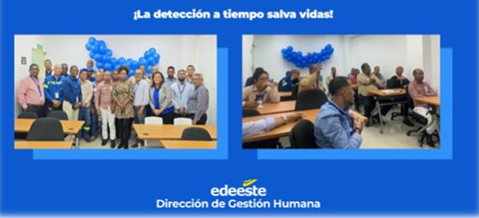 ¡La detección a tiempo salva vidas!
edeeste
Dirección de Gestión Humana